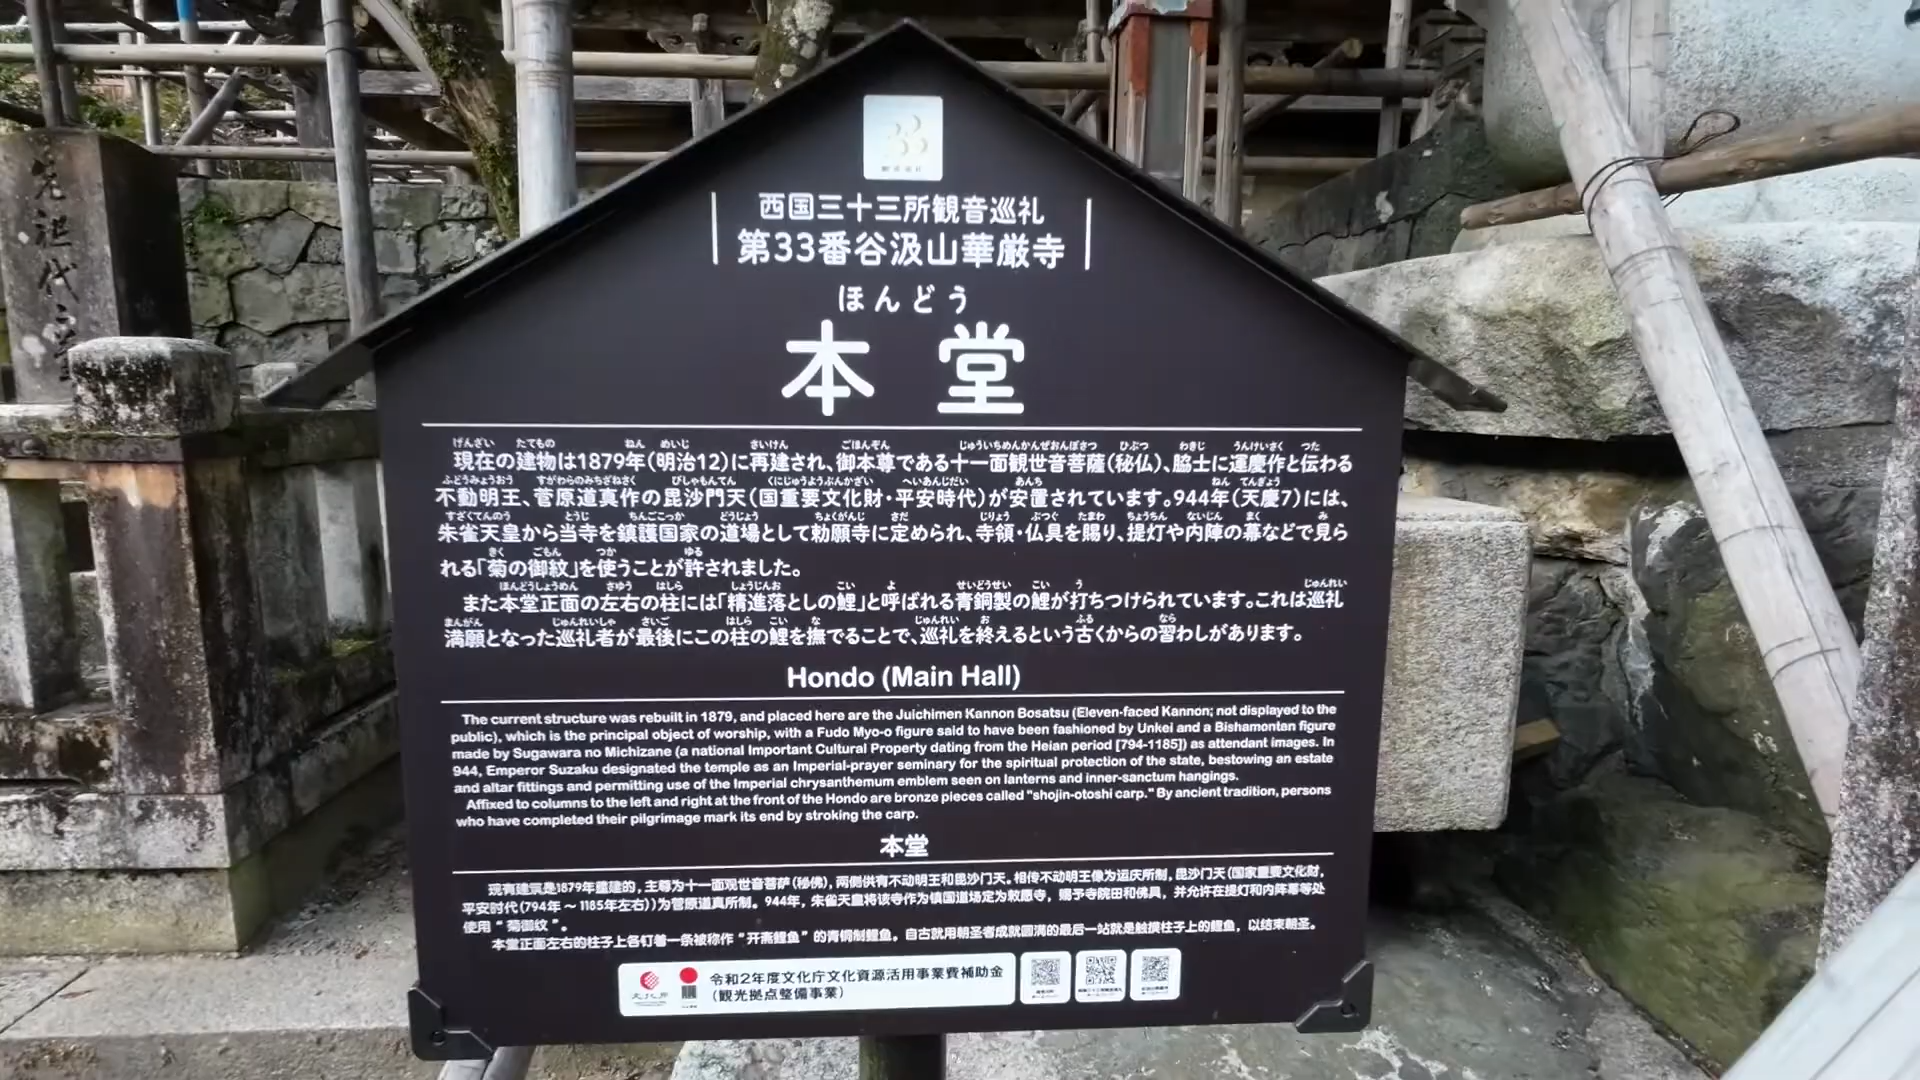 西国三十三所観音巡礼
第33番谷汲山華厳寺
ほんどう
本堂
げんざい たてもの ねん めいじ さいけん ごほんぞん じゅういちめんかんぜおんぼさつ ひぶつ わきじ うんけいさく つた
現在の建物は1879年(明治12)に再建され、御本尊である十一面観世音菩薩(秘仏)、脇士に運慶作と伝わる
ふどうみょうおう すがわらのみちざねさく びしゃもんてん くにじゅうようぶんかざい へいあんじだい あんち ねん てんぎょう
不動明王、菅原道真作の毘沙門天(国重要文化財・平安時代)が安置されています。944年(天慶7)には、
すざくてんのう とうじ ちんごこっか どうじょう ちょくがんじ さだ じりょう ぶつぐ たまわ ちょうちん ないじん まく み
朱雀天皇から当寺を鎮護国家の道場として勅願寺に定められ、寺領・仏具を賜り、提灯や内陣の幕などで見ら
きく ごもん つか ゆる
れる「菊の御紋」を使うことが許されました。
ほんどうしょうめん さゆう はしら しょうじんお こい よ せいどうせい こい う じゅんれい
また本堂正面の左右の柱には「精進落としの鯉」と呼ばれる青銅製の鯉が打ちつけられています。これは巡礼
まんがん じゅんれいしゃ さいご はしら こい な じゅんれい お ふる なら
満願となった巡礼者が最後にこの柱の鯉を撫でることで、巡礼を終えるという古くからの習わしがあります。
Hondo (Main Hall)
The current structure was rebuilt in 1879, and placed here are the Juichimen Kannon Bosatsu (Eleven-faced Kannon; not displayed to the
public), which is the principal object of worship, with a Fudo Myo-o figure said to have been fashioned by Unkei and a Bishamontan figure
made by Sugawara no Michizane (a national Important Cultural Property dating from the Heian period [794-1185]) as attendant images. In
944, Emperor Suzaku designated the temple as an Imperial-prayer seminary for the spiritual protection of the state, bestowing an estate
and altar fittings and permitting use of the Imperial chrysanthemum emblem seen on lanterns and inner-sanctum hangings.
Affixed to columns to the left and right at the front of the Hondo are bronze pieces called "shojin-otoshi carp." By ancient tradition, persons
who have completed their pilgrimage mark its end by stroking the carp.
本堂
现有建筑是1879年重建的，主尊为十一面观世音菩萨(秘佛)，两侧供有不动明王和毘沙门天。相传不动明王像为运庆所制，毘沙门天(国家重要文化财，
平安时代(794年～1185年左右))为菅原道真所制。944年，朱雀天皇将该寺作为镇国道场定为敕愿寺，赐予寺院田和佛具，并允许在提灯和内阵幕等处
使用“菊御纹”。
本堂正面左右的柱子上各钉着一条被称作“开斋鲤鱼”的青铜制鲤鱼。自古就用朝圣者成就圆满的最后一站就是触摸柱子上的鲤鱼，以结束朝圣。
令和2年度文化庁文化資源活用事業費補助金
(観光拠点整備事業)
文化庁